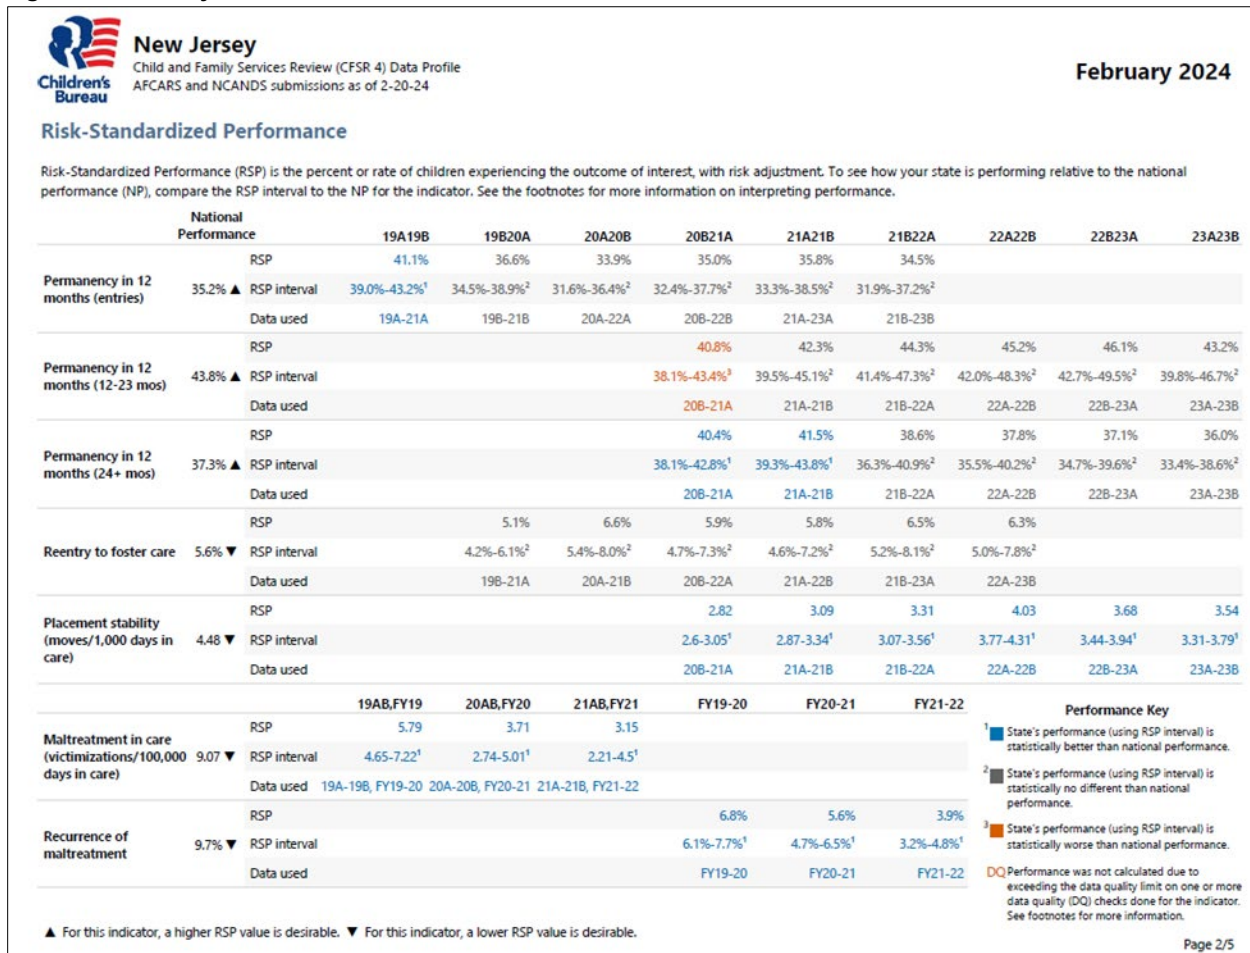 Children's
Bureau
New Jersey
Child and Family Services Review (CFSR 4) Data Profile
AFCARS and NCANDS submissions as of 2-20-24
February 2024
Risk-Standardized Performance
Risk-Standardized Performance (RSP) is the percent or rate of children experiencing the outcome of interest, with risk adjustment. To see how your state is performing relative to the national
performance (NP), compare the RSP interval to the NP for the indicator. See the footnotes for more information on interpreting performance.
National
Performance 19A19B 19B20A 20A20B 20B21A 21A21B 21B22A 22A22B 22B23A 23A23B
RSP 41.1% 36.6% 33.9% 35.0% 35.8% 34.5%
Permanency in 12
months (entries) 35.2% ▲ RSP interval 39.0%-43.2%¹ 34.5%-38.9%² 31.6%-36.4%² 32.4%-37.7%² 33.3%-38.5%² 31.9%-37.2%²
Data used 19A-21A 19B-21B 20A-22A 20B-22B 21A-23A 21B-23B
RSP 40.8% 42.3% 44.3% 45.2% 46.1% 43.2%
Permanency in 12
months (12-23 mos) 43.8% ▲ RSP interval 38.1%-43.4%³ 39.5%-45.1%² 41.4%-47.3%² 42.0%-48.3%² 42.7%-49.5%² 39.8%-46.7%²
Data used 20B-21A 21A-21B 21B-22A 22A-22B 22B-23A 23A-23B
RSP 40.4% 41.5% 38.6% 37.8% 37.1% 36.0%
Permanency in 12
months (24+ mos) 37.3% ▲ RSP interval 38.1%-42.8%¹ 39.3%-43.8%¹ 36.3%-40.9%² 35.5%-40.2%² 34.7%-39.6%² 33.4%-38.6%²
Data used 20B-21A 21A-21B 21B-22A 22A-22B 22B-23A 23A-23B
RSP 5.1% 6.6% 5.9% 5.8% 6.5% 6.3%
Reentry to foster care 5.6% ▼ RSP interval 4.2%-6.1%² 5.4%-8.0%² 4.7%-7.3%² 4.6%-7.2%² 5.2%-8.1%² 5.0%-7.8%²
Data used 19B-21A 20A-21B 20B-22A 21A-22B 21B-23A 22A-23B
RSP 2.82 3.09 3.31 4.03 3.68 3.54
Placement stability
(moves/1,000 days in
care) 4.48 ▼ RSP interval 2.6-3.05¹ 2.87-3.34¹ 3.07-3.56¹ 3.77-4.31¹ 3.44-3.94¹ 3.31-3.79¹
Data used 20B-21A 21A-21B 21B-22A 22A-22B 22B-23A 23A-23B
19AB,FY19 20AB,FY20 21AB,FY21 FY19-20 FY20-21 FY21-22
RSP 5.79 3.71 3.15
Maltreatment in care
(victimizations/100,000
days in care) 9.07 ▼ RSP interval 4.65-7.22¹ 2.74-5.01¹ 2.21-4.5¹
Data used 19A-19B, FY19-20 20A-20B, FY20-21 21A-21B, FY21-22
RSP 6.8% 5.6% 3.9%
Recurrence of
maltreatment 9.7% ▼ RSP interval 6.1%-7.7%¹ 4.7%-6.5%¹ 3.2%-4.8%¹
Data used FY19-20 FY20-21 FY21-22
Performance Key
¹ State's performance (using RSP interval) is
statistically better than national performance.
² State's performance (using RSP interval) is
statistically no different than national
performance.
³ State's performance (using RSP interval) is
statistically worse than national performance.
DQ Performance was not calculated due to
exceeding the data quality limit on one or more
data quality (DQ) checks done for the indicator.
See footnotes for more information.
▲ For this indicator, a higher RSP value is desirable. ▼ For this indicator, a lower RSP value is desirable.
Page 2/5